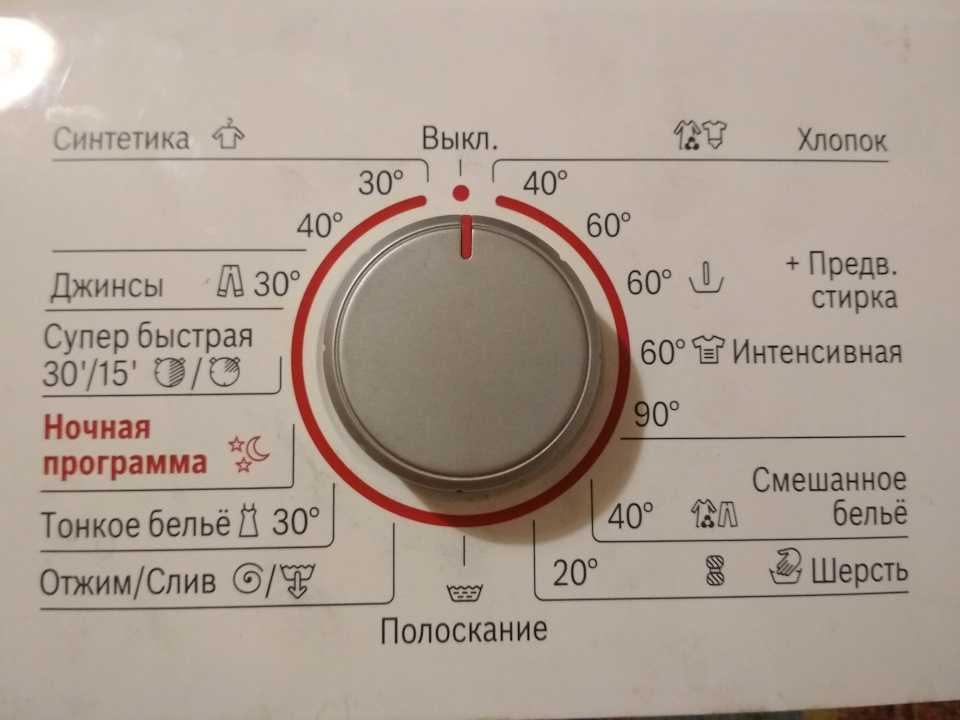 Синтетика
Выкл.
Хлопок
30°
40°
40°
60°
Джинсы 30°
60° + Предв.
стирка
Супер быстрая
30'/15' /
60° Интенсивная
90°
Ночная
программа
Смешанное
40° бельё
Тонкое бельё 30°
Отжим/Слив /
20° Шерсть
Полоскание